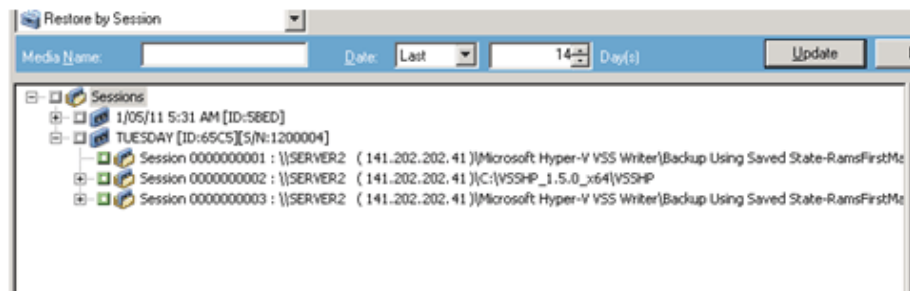 Restore by Session
Media Name: Date: Last 14 Day(s) Update
Sessions
1/05/11 5:31 AM [ID:5BED]
TUESDAY [ID:65C5][S/N:1200004]
Session 0000000001 : \\SERVER2 ( 141.202.202.41 )\Microsoft Hyper-V VSS Writer\Backup Using Saved State-RamsFirstMa
Session 0000000002 : \\SERVER2 ( 141.202.202.41 )\C:\VSSHP_1.5.0_x64\VSSHP
Session 0000000003 : \\SERVER2 ( 141.202.202.41 )\Microsoft Hyper-V VSS Writer\Backup Using Saved State-RamsFirstMa